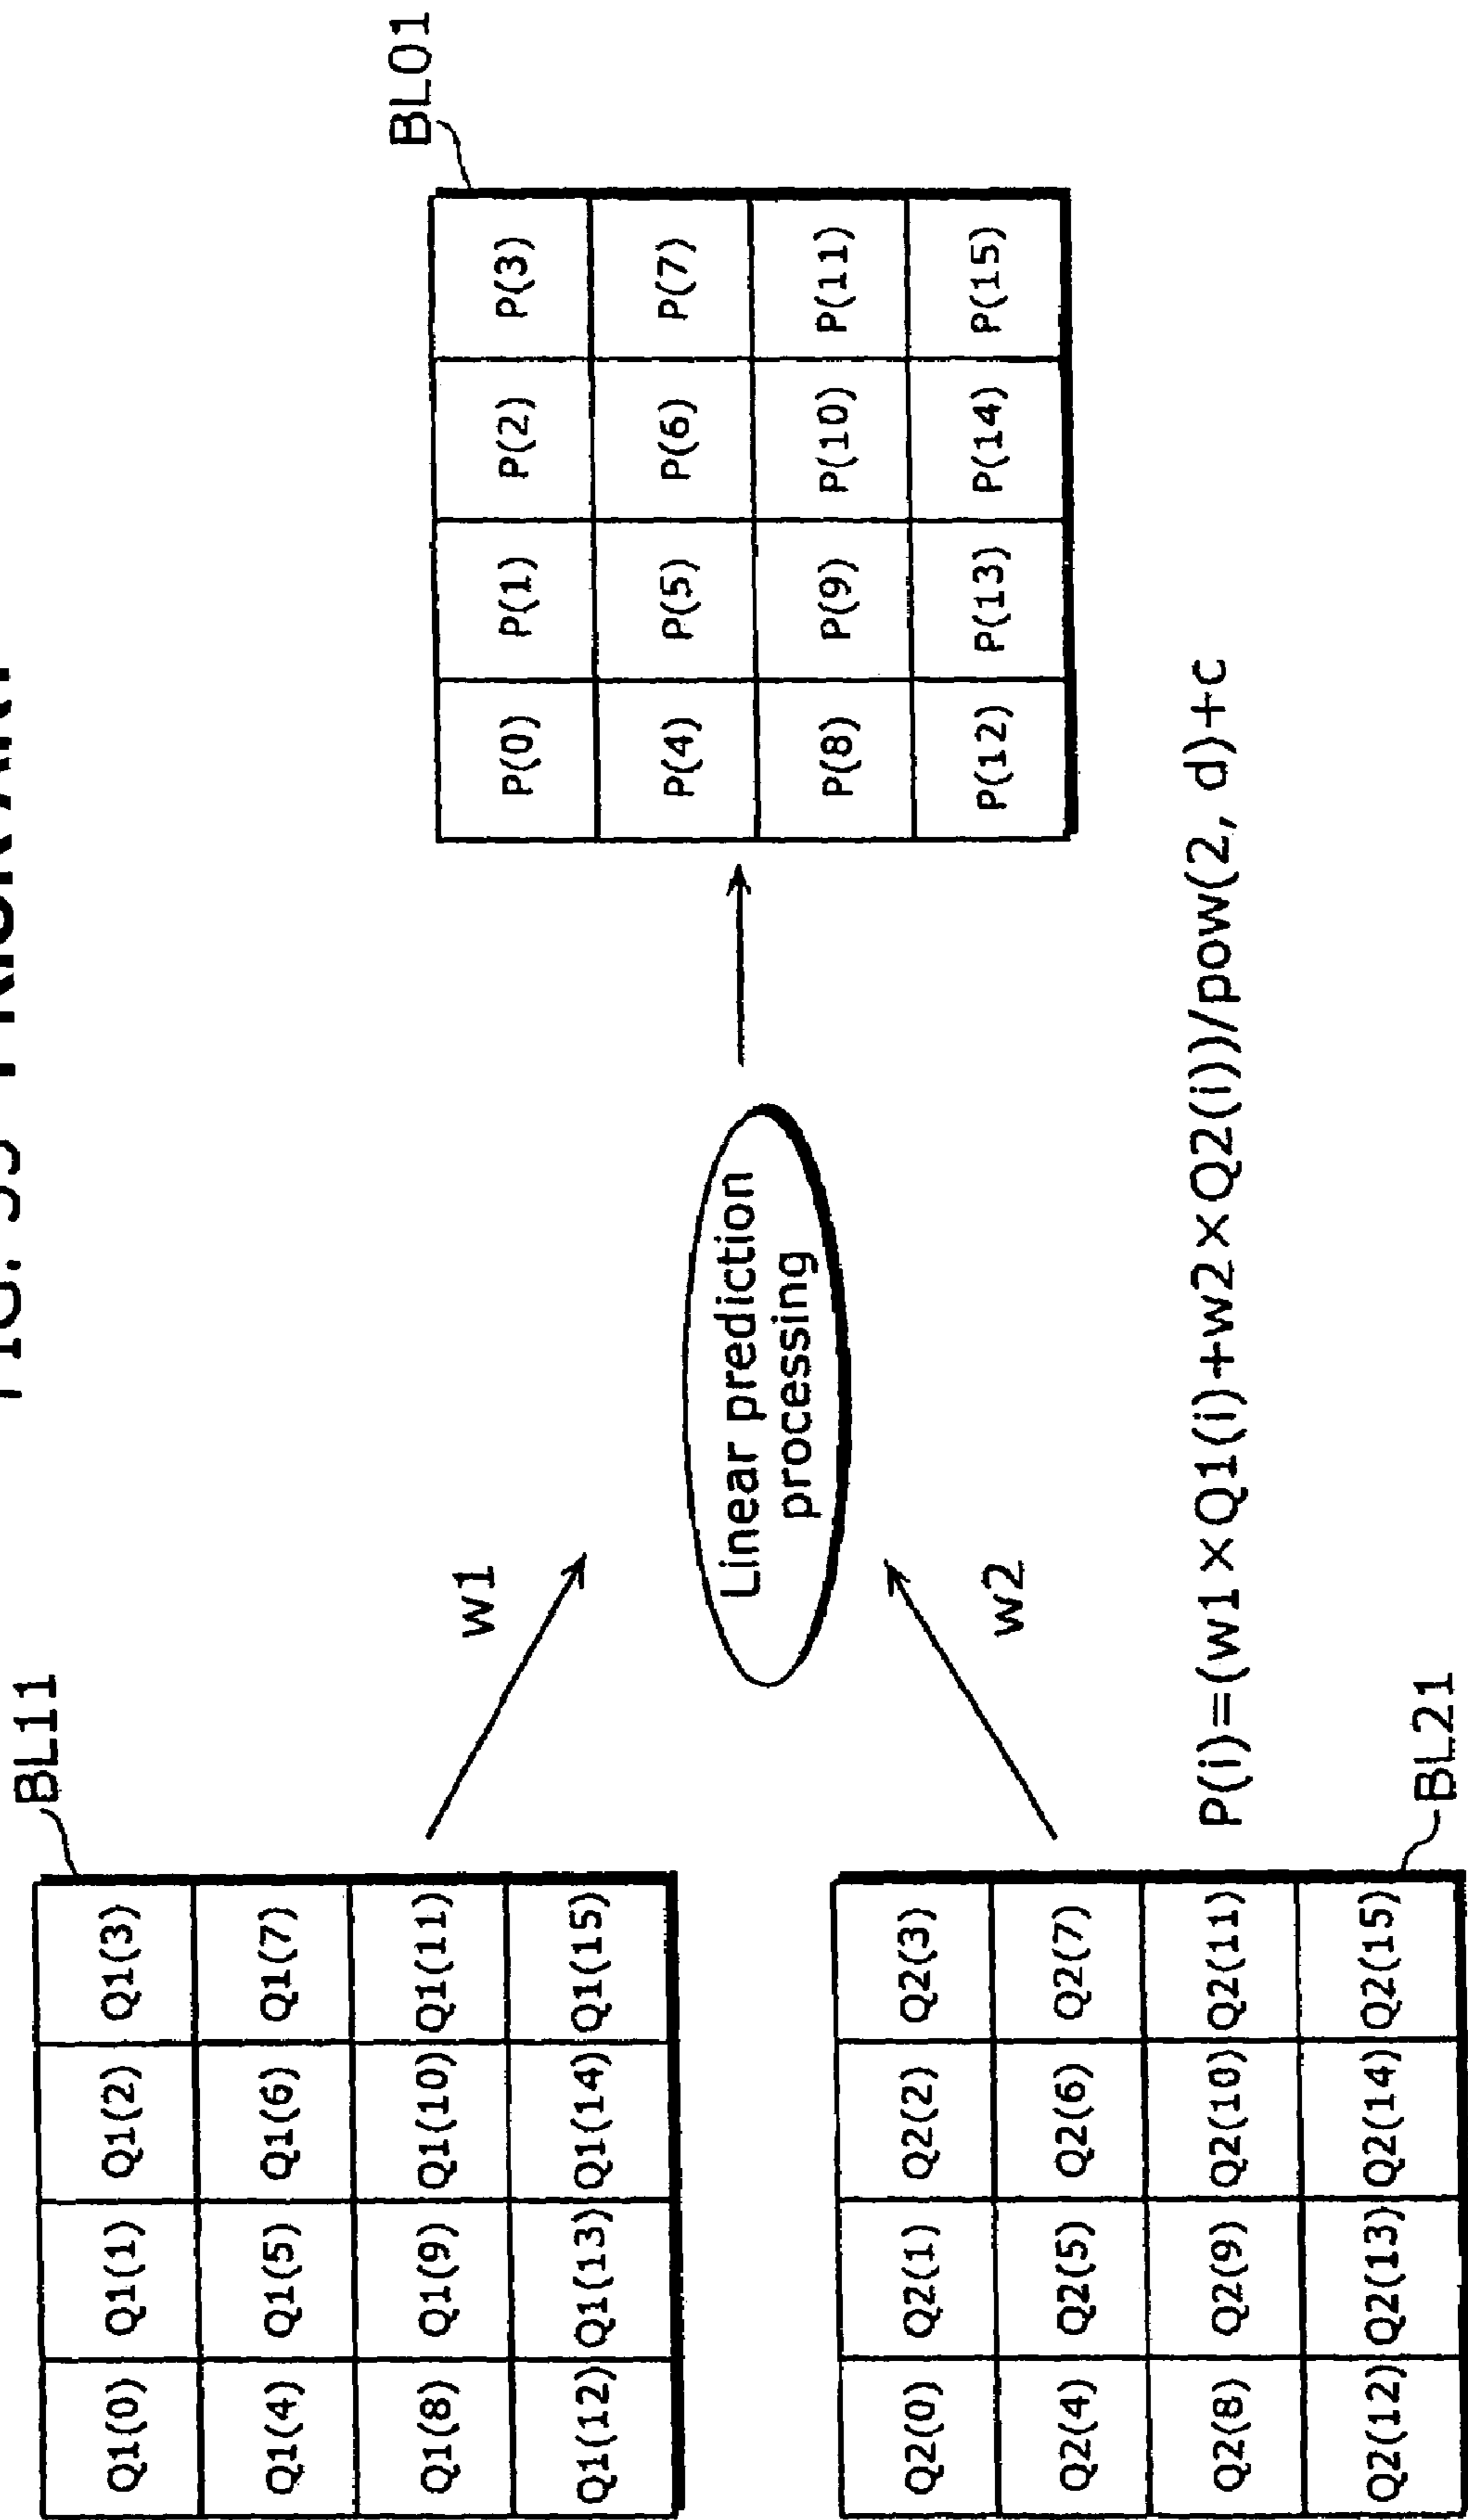 FIG. 55 PRIOR ART
BL11
Q1(0) Q1(1) Q1(2) Q1(3)
Q1(4) Q1(5) Q1(6) Q1(7)
Q1(8) Q1(9) Q1(10) Q1(11)
Q1(12) Q1(13) Q1(14) Q1(15)
w1
Linear prediction
processing
w2
BL01
P(0) P(1) P(2) P(3)
P(4) P(5) P(6) P(7)
P(8) P(9) P(10) P(11)
P(12) P(13) P(14) P(15)
Q2(0) Q2(1) Q2(2) Q2(3)
Q2(4) Q2(5) Q2(6) Q2(7)
Q2(8) Q2(9) Q2(10) Q2(11)
Q2(12) Q2(13) Q2(14) Q2(15)
P(i)=(w1×Q1(i)+w2×Q2(i))/pow(2, d)+c
BL21